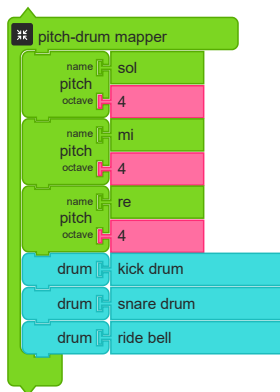 pitch-drum mapper
name sol
pitch
octave 4
name mi
pitch
octave 4
name re
pitch
octave 4
drum kick drum
drum snare drum
drum ride bell